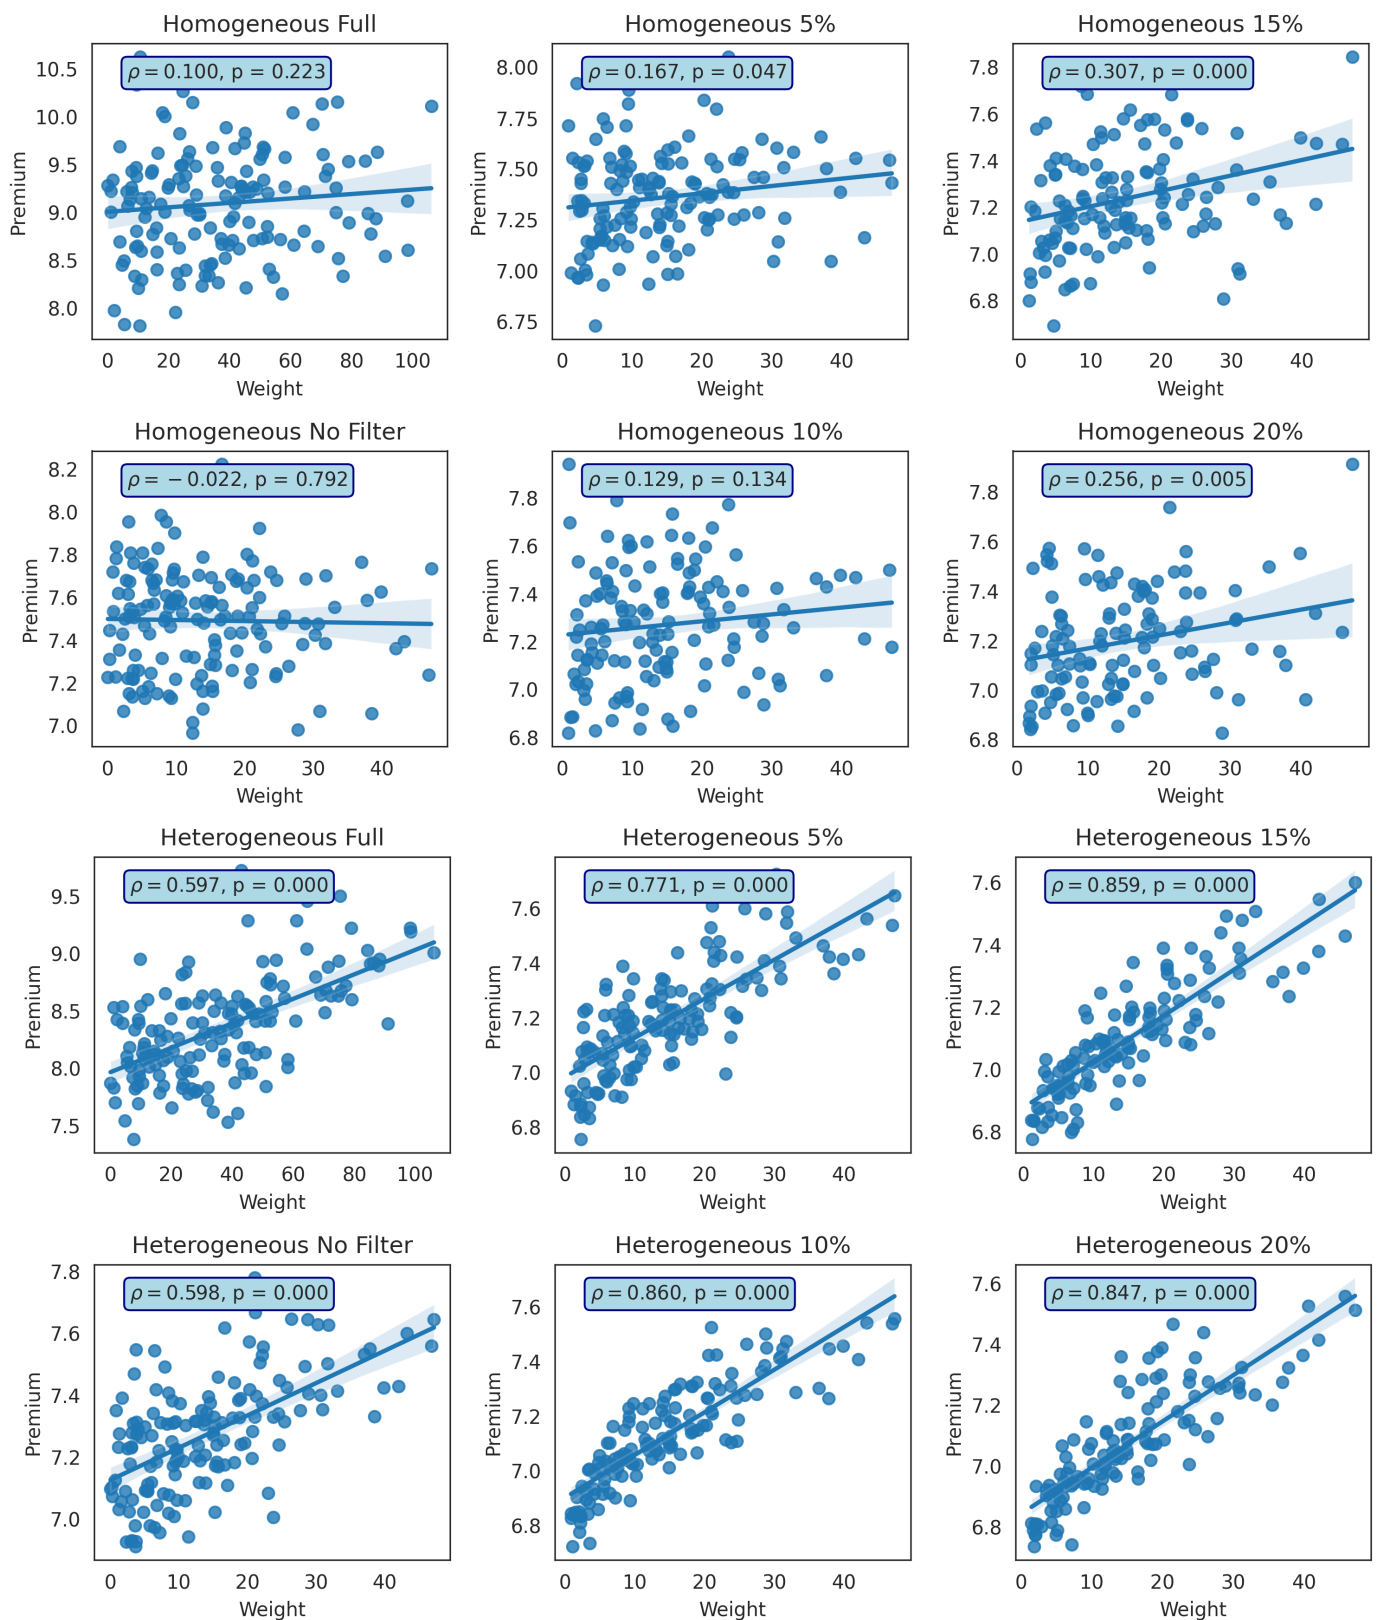 Homogeneous Full
ρ = 0.100, p = 0.223
10.5
10.0
9.5
9.0
8.5
8.0
Premium
0 20 40 60 80 100
Weight
Homogeneous 5%
ρ = 0.167, p = 0.047
8.00
7.75
7.50
7.25
7.00
6.75
Premium
0 10 20 30 40
Weight
Homogeneous 15%
ρ = 0.307, p = 0.000
7.8
7.6
7.4
7.2
7.0
6.8
Premium
0 10 20 30 40
Weight
Homogeneous No Filter
ρ = − 0.022, p = 0.792
8.2
8.0
7.8
7.6
7.4
7.2
7.0
Premium
0 10 20 30 40
Weight
Homogeneous 10%
ρ = 0.129, p = 0.134
7.8
7.6
7.4
7.2
7.0
6.8
Premium
0 10 20 30 40
Weight
Homogeneous 20%
ρ = 0.256, p = 0.005
7.8
7.6
7.4
7.2
7.0
6.8
Premium
0 10 20 30 40
Weight
Heterogeneous Full
ρ = 0.597, p = 0.000
9.5
9.0
8.5
8.0
7.5
Premium
0 20 40 60 80 100
Weight
Heterogeneous 5%
ρ = 0.771, p = 0.000
7.6
7.4
7.2
7.0
6.8
Premium
0 10 20 30 40
Weight
Heterogeneous 15%
ρ = 0.859, p = 0.000
7.6
7.4
7.2
7.0
6.8
Premium
0 10 20 30 40
Weight
Heterogeneous No Filter
ρ = 0.598, p = 0.000
7.8
7.6
7.4
7.2
7.0
Premium
0 10 20 30 40
Weight
Heterogeneous 10%
ρ = 0.860, p = 0.000
7.6
7.4
7.2
7.0
6.8
Premium
0 10 20 30 40
Weight
Heterogeneous 20%
ρ = 0.847, p = 0.000
7.6
7.4
7.2
7.0
6.8
Premium
0 10 20 30 40
Weight